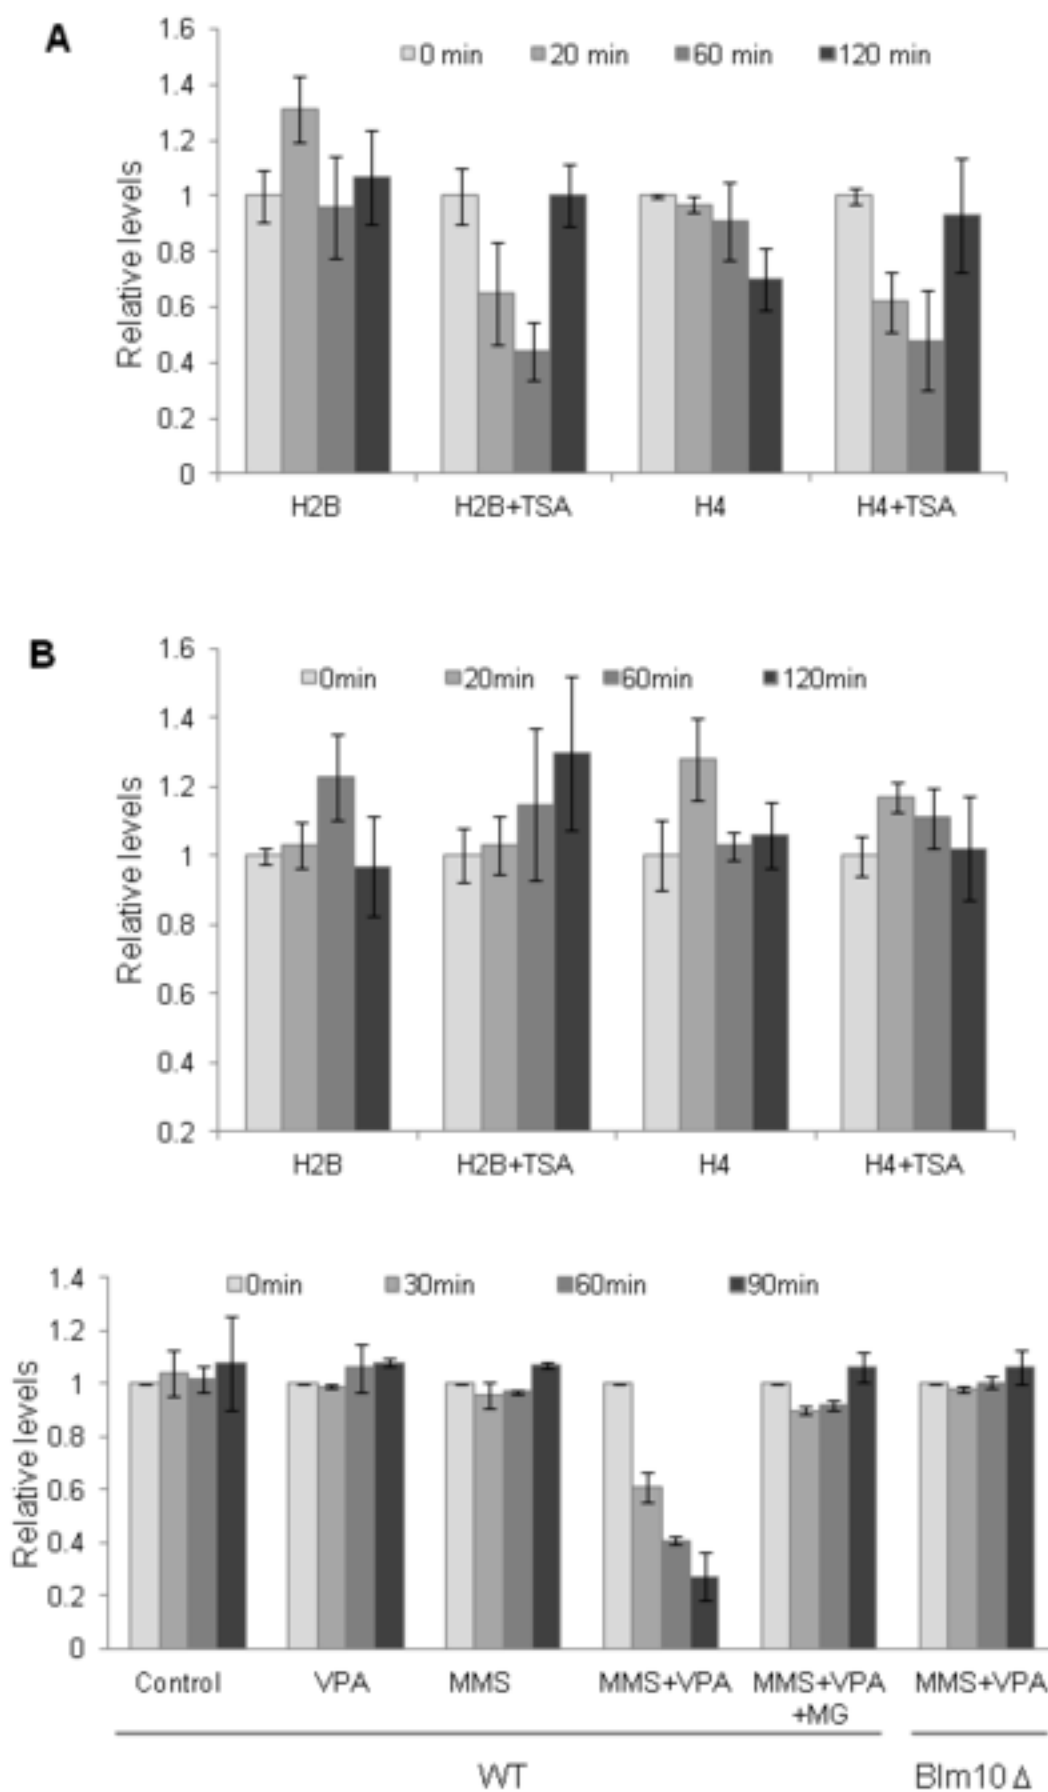 A
1.6
0 min 20 min 60 min 120 min
1.4
1.2
1
0.8
0.6
0.4
0.2
0
Relative levels
H2B H2B+TSA H4 H4+TSA
B
1.6
0min 20min 60min 120min
1.4
1.2
1
0.8
0.6
0.4
0.2
Relative levels
H2B H2B+TSA H4 H4+TSA
1.4
0min 30min 60min 90min
1.2
1
0.8
0.6
0.4
0.2
0
Relative levels
Control VPA MMS MMS+VPA MMS+VPA MMS+VPA
+MG
WT Blm10 Δ